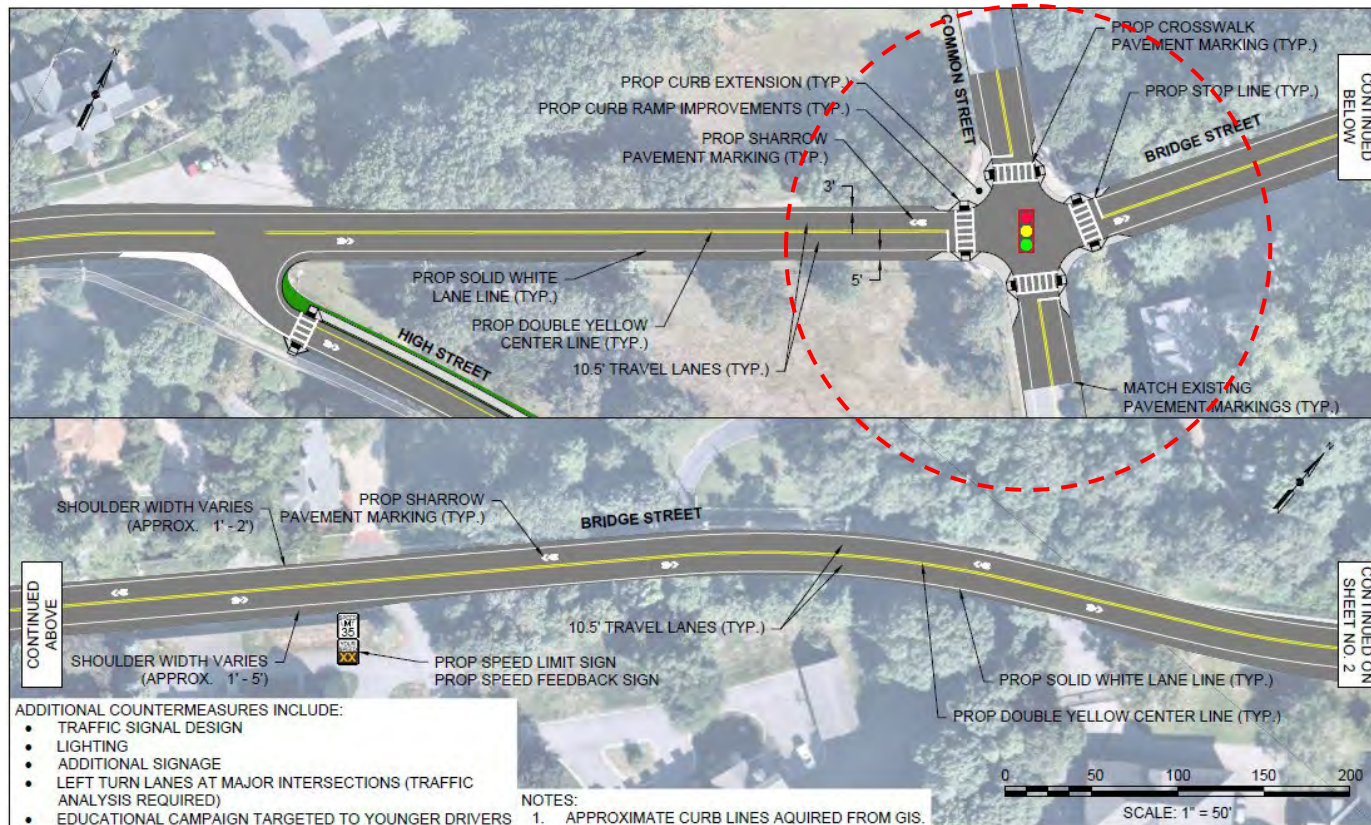 COMMON STREET
PROP CROSSWALK
PAVEMENT MARKING (TYP.)
PROP CURB EXTENSION (TYP.)
PROP STOP LINE (TYP.)
PROP CURB RAMP IMPROVEMENTS (TYP.)
PROP SHARROW
PAVEMENT MARKING (TYP.)
BRIDGE STREET
CONTINUED
BELOW
N
3'
5'
PROP SOLID WHITE
LANE LINE (TYP.)
PROP DOUBLE YELLOW
CENTER LINE (TYP.)
HIGH STREET
10.5' TRAVEL LANES (TYP.)
MATCH EXISTING
PAVEMENT MARKINGS (TYP.)
SHOULDER WIDTH VARIES
(APPROX. 1' - 2')
PROP SHARROW
PAVEMENT MARKING (TYP.)
BRIDGE STREET
N
CONTINUED
ABOVE
35
XX
SHOULDER WIDTH VARIES
(APPROX. 1' - 5')
PROP SPEED LIMIT SIGN
PROP SPEED FEEDBACK SIGN
10.5' TRAVEL LANES (TYP.)
PROP SOLID WHITE LANE LINE (TYP.)
PROP DOUBLE YELLOW CENTER LINE (TYP.)
CONTINUED ON
SHEET NO. 2
ADDITIONAL COUNTERMEASURES INCLUDE:
• TRAFFIC SIGNAL DESIGN
• LIGHTING
• ADDITIONAL SIGNAGE
• LEFT TURN LANES AT MAJOR INTERSECTIONS (TRAFFIC
ANALYSIS REQUIRED)
• EDUCATIONAL CAMPAIGN TARGETED TO YOUNGER DRIVERS
NOTES:
1. APPROXIMATE CURB LINES AQUIRED FROM GIS.
0 50 100 150 200
SCALE: 1" = 50'